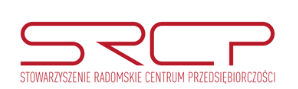 SRCP
STOWARZYSZENIE RADOMSKIE CENTRUM PRZEDSIĘBIORCZOŚCI